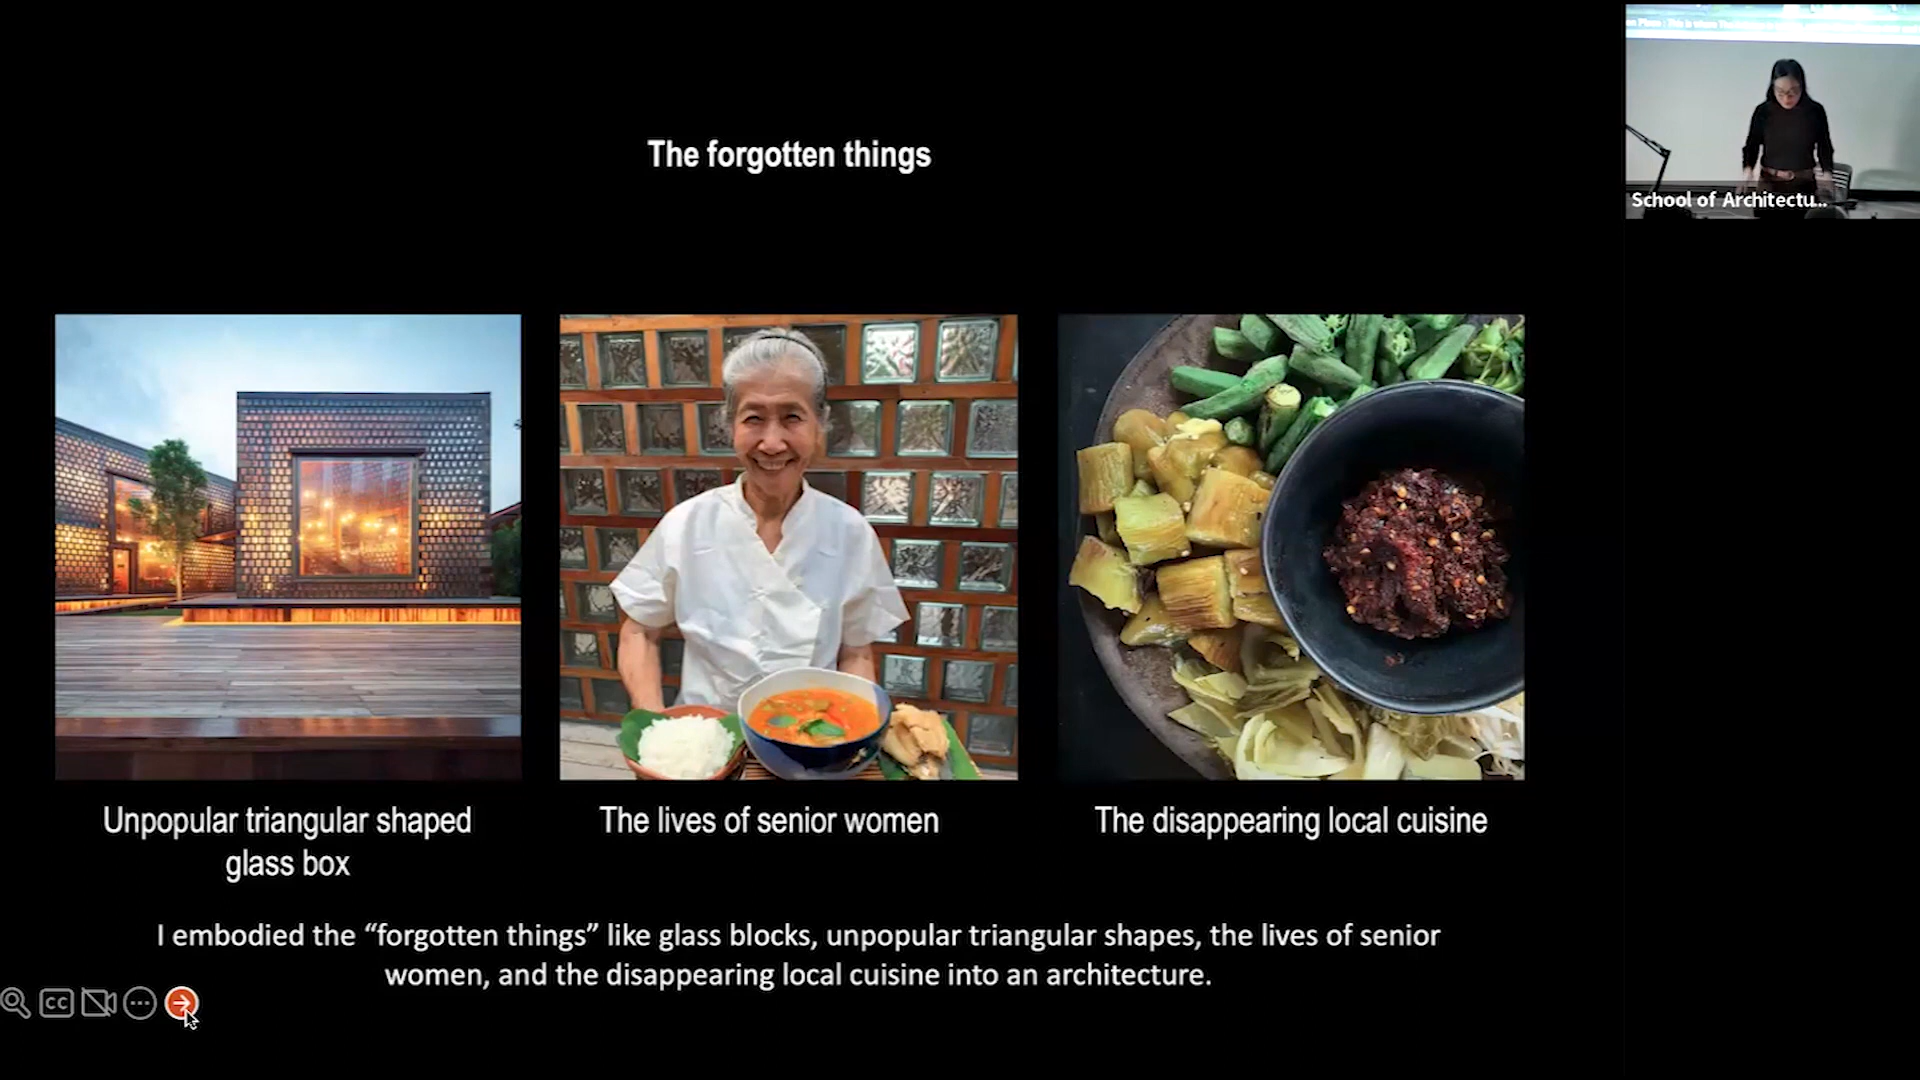 The forgotten things
School of Architectu...
Unpopular triangular shaped
glass box
The lives of senior women
The disappearing local cuisine
I embodied the “forgotten things” like glass blocks, unpopular triangular shapes, the lives of senior
women, and the disappearing local cuisine into an architecture.
CC